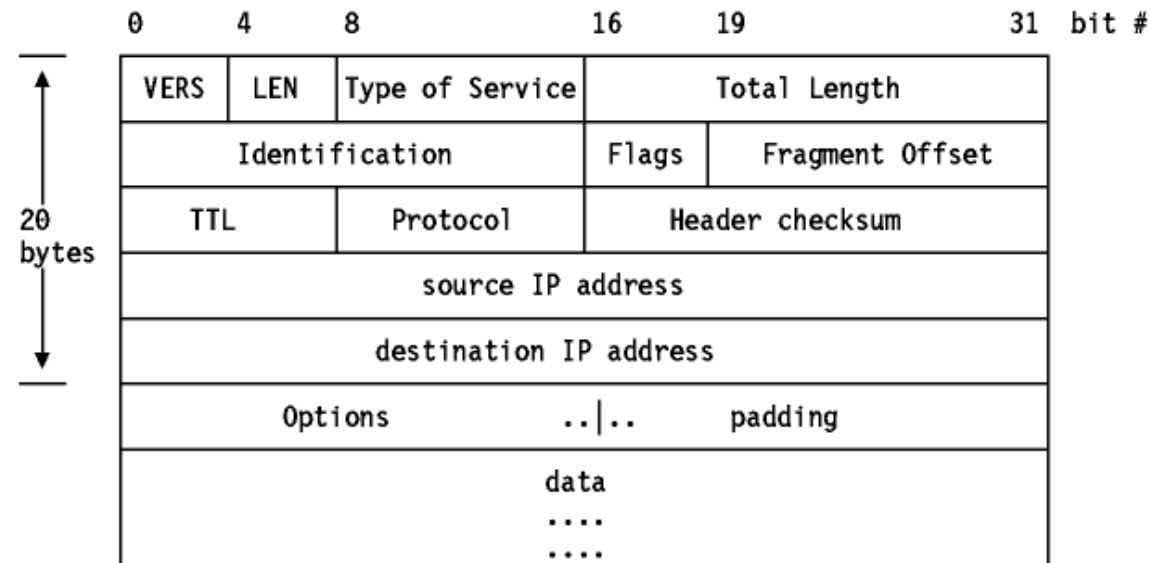 0 4 8 16 19 31 bit #
VERS LEN Type of Service Total Length
Identification Flags Fragment Offset
TTL Protocol Header checksum
20
bytes
source IP address
destination IP address
Options ..|.. padding
data
....
....